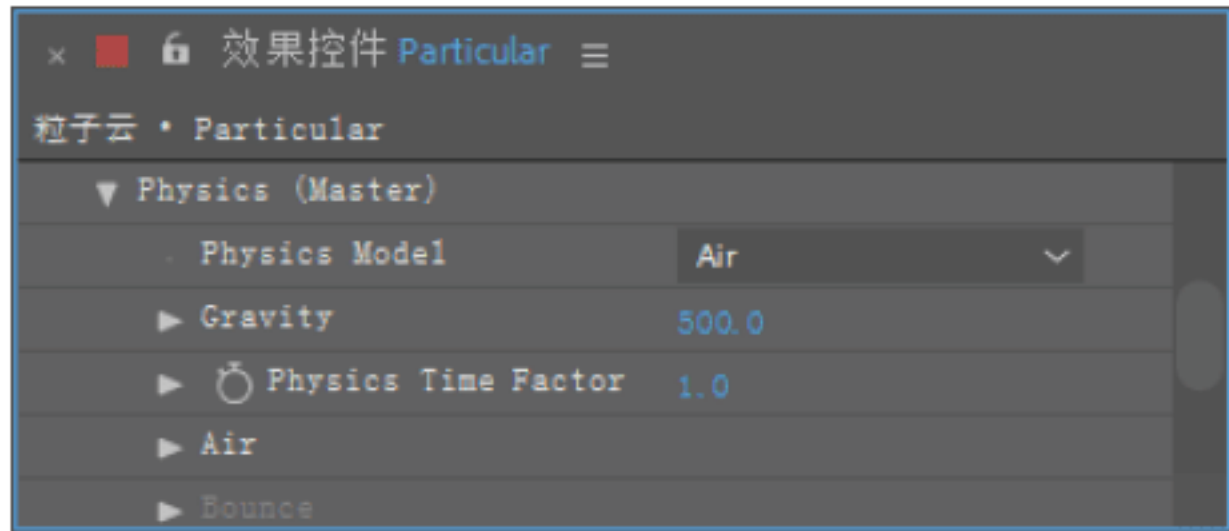 效果控件 Particular
粒子云 • Particular
Physics (Master)
Physics Model Air
Gravity 500.0
Physics Time Factor 1.0
Air
Bounce